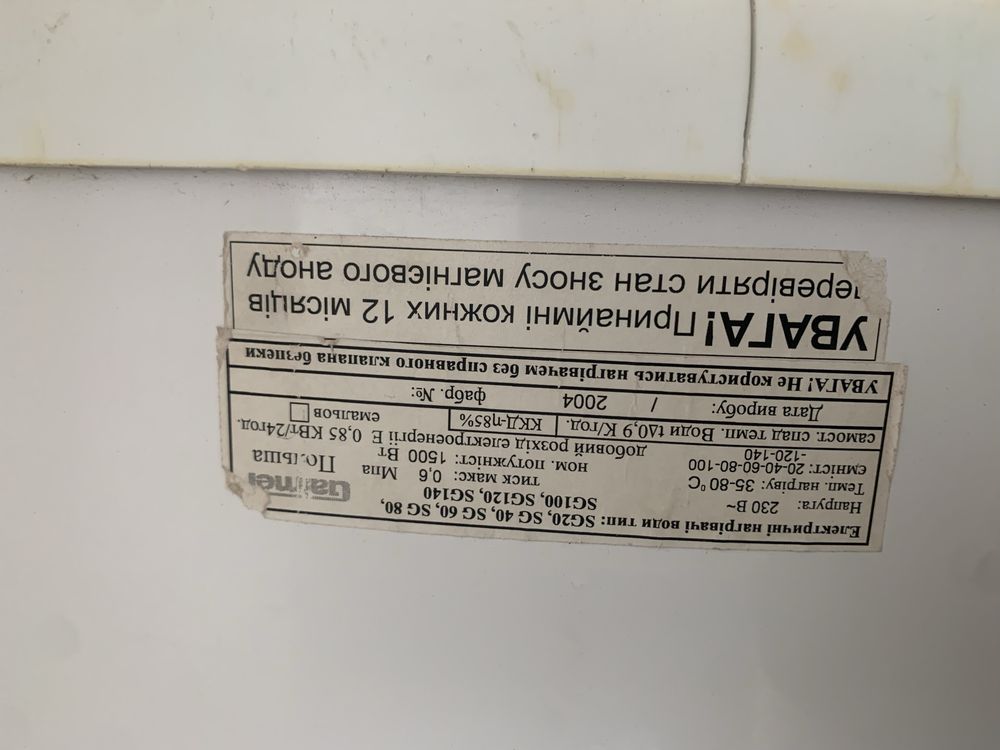 Електричні нагрівачі води тип: SG20, SG 40, SG 60, SG 80,
SG100, SG120, SG140
Напруга: 230 В~ тиск макс: 0,6 Мпа
Темп. нагріву: 35-80 °С ном. потужність: 1500 Вт Польща
ємніст: 20-40-60-80-100
-120-140 добовий розхід електроенергії Е 0,85 КВт/24год.
самост. спад темп. Води t∆0,9 К/год. ККД-η85% емальов
Дата виробу: / 2004 фабр. №:
УВАГА! Не користуватись нагрівачем без справного клапана безпеки
УВАГА! Принаймні кожних 12 місяців
перевіряти стан зносу магнієвого аноду